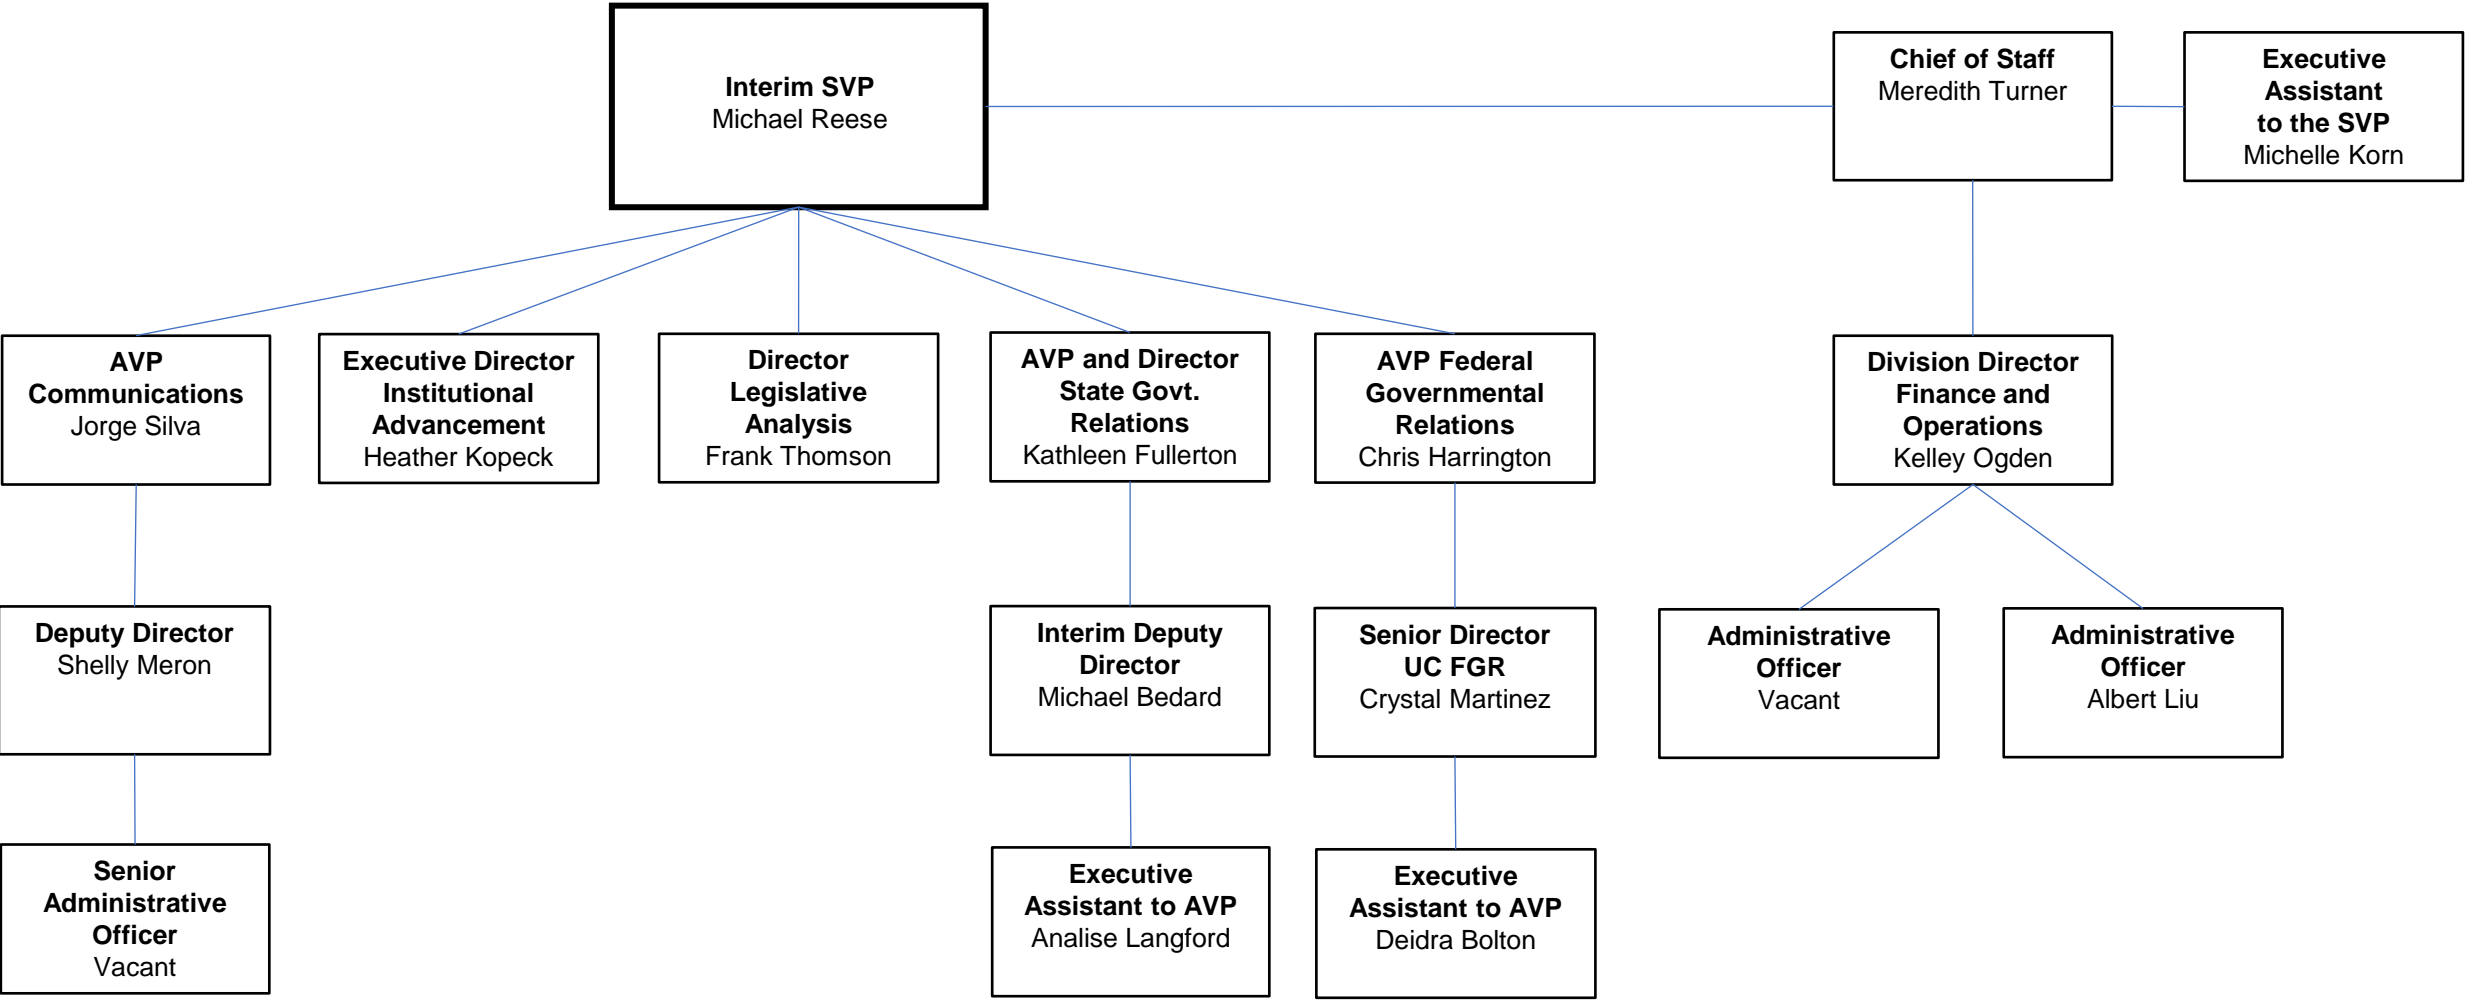 Interim SVP
Michael Reese
Chief of Staff
Meredith Turner
Executive
Assistant
to the SVP
Michelle Korn
AVP
Communications
Jorge Silva
Executive Director
Institutional
Advancement
Heather Kopeck
Director
Legislative
Analysis
Frank Thomson
AVP and Director
State Govt.
Relations
Kathleen Fullerton
AVP Federal
Governmental
Relations
Chris Harrington
Division Director
Finance and
Operations
Kelley Ogden
Deputy Director
Shelly Meron
Interim Deputy
Director
Michael Bedard
Senior Director
UC FGR
Crystal Martinez
Administrative
Officer
Vacant
Administrative
Officer
Albert Liu
Senior
Administrative
Officer
Vacant
Executive
Assistant to AVP
Analise Langford
Executive
Assistant to AVP
Deidra Bolton